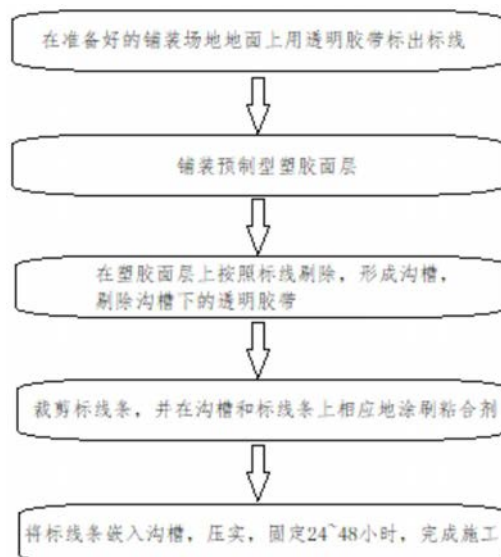 在准备好的铺装场地地面上用透明胶带标出标线
铺装预制型塑胶面层
在塑胶面层上按照标线剔除，形成沟槽，
剔除沟槽下的透明胶带
裁剪标线条，并在沟槽和标线条上相应地涂刷粘合剂
将标线条嵌入沟槽，压实，固定24~48小时，完成施工